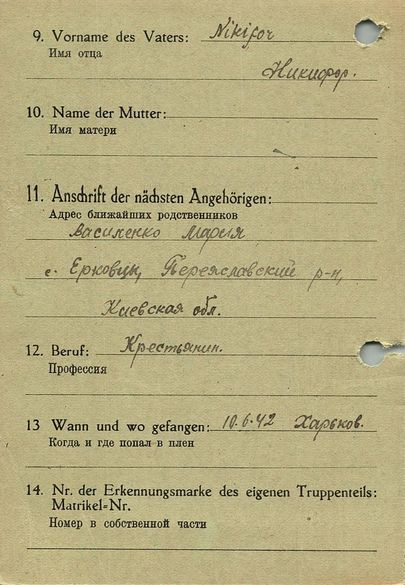 9. Vorname des Vaters: Nikifor
Имя отца
Никифор.
10. Name der Mutter:
Имя матери
11. Anschrift der nächsten Angehörigen:
Адрес ближайших родственников
Василенко Мария
с. Ерковцы, Переяславский р-н,
Киевская обл.
12. Beruf: Крестьянин.
Профессия
13 Wann und wo gefangen: 10.6.42 Харьков.
Когда и где попал в плен
14. Nr. der Erkennungsmarke des eigenen Truppenteils:
Matrikel=Nr.
Номер в собственной части